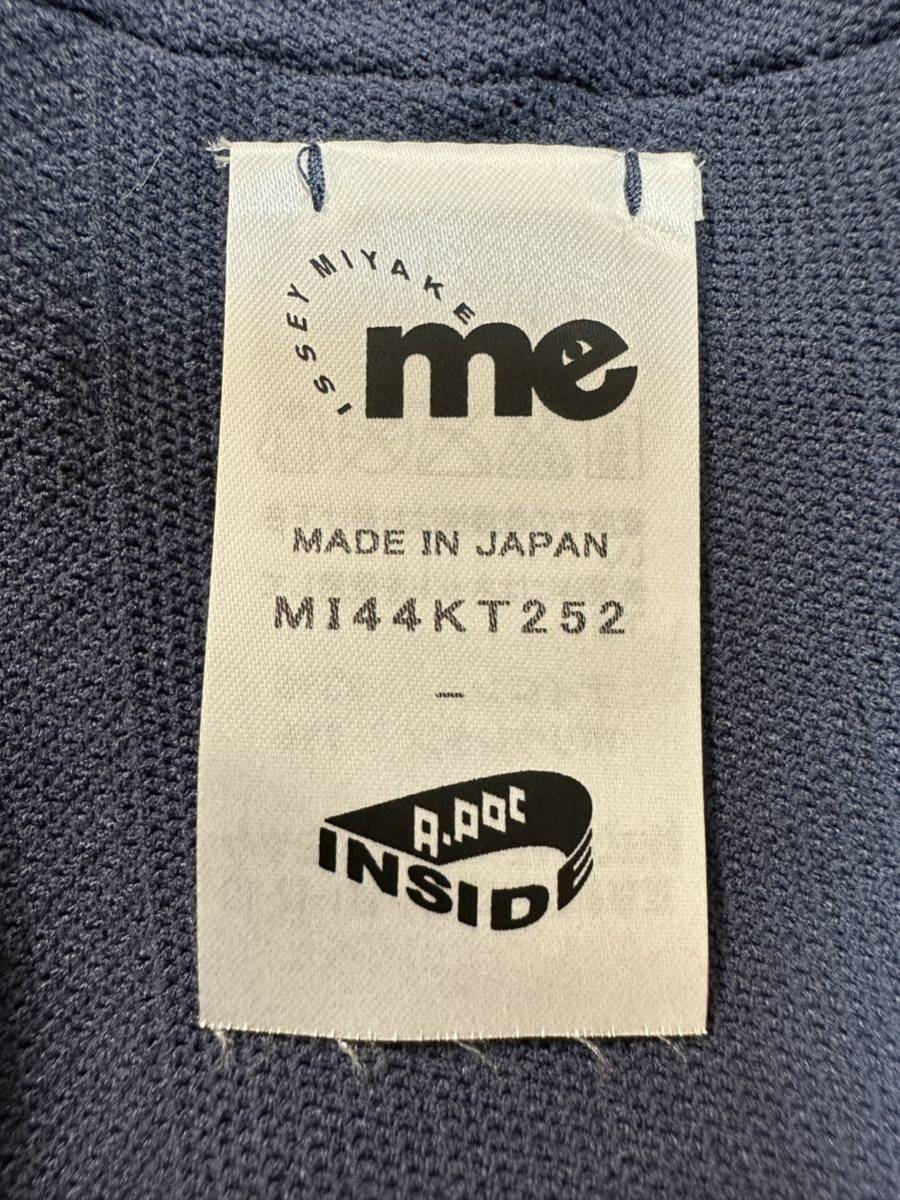 ISSEY MIYAKE
me
MADE IN JAPAN
MI44KT252
-
A.POC
INSIDE